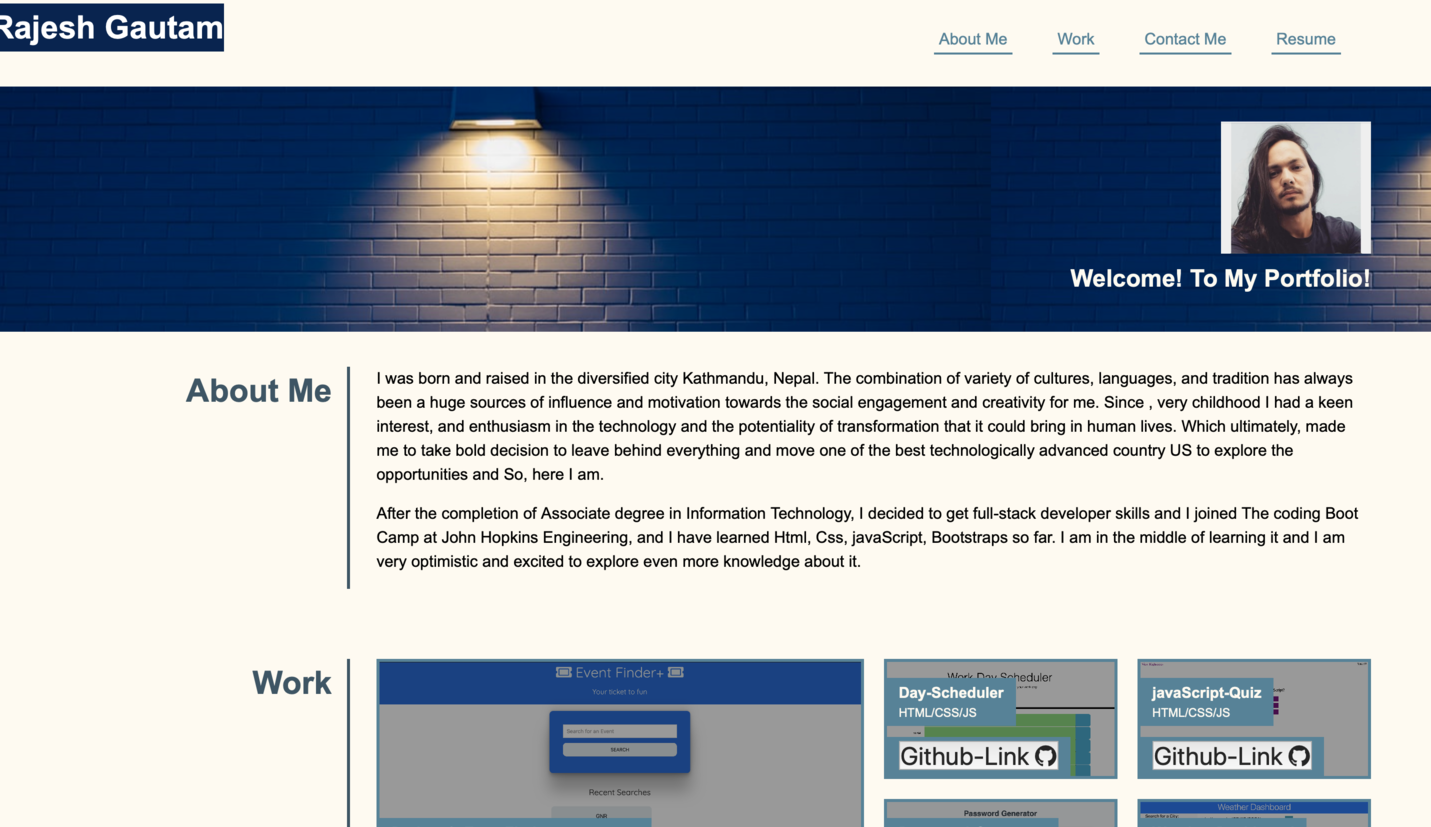 Rajesh Gautam
About Me
Work
Contact Me
Resume
Welcome! To My Portfolio!
About Me
I was born and raised in the diversified city Kathmandu, Nepal. The combination of variety of cultures, languages, and tradition has always
been a huge sources of influence and motivation towards the social engagement and creativity for me. Since , very childhood I had a keen
interest, and enthusiasm in the technology and the potentiality of transformation that it could bring in human lives. Which ultimately, made
me to take bold decision to leave behind everything and move one of the best technologically advanced country US to explore the
opportunities and So, here I am.
After the completion of Associate degree in Information Technology, I decided to get full-stack developer skills and I joined The coding Boot
Camp at John Hopkins Engineering, and I have learned Html, Css, javaScript, Bootstraps so far. I am in the middle of learning it and I am
very optimistic and excited to explore even more knowledge about it.
Work
Event Finder+
Your ticket to fun
Search for an Event
SEARCH
Recent Searches
GNR
Work Day Scheduler
Day-Scheduler
HTML/CSS/JS
Github-Link
javaScript-Quiz
HTML/CSS/JS
Github-Link
Password Generator
Weather Dashboard
Search for a City: